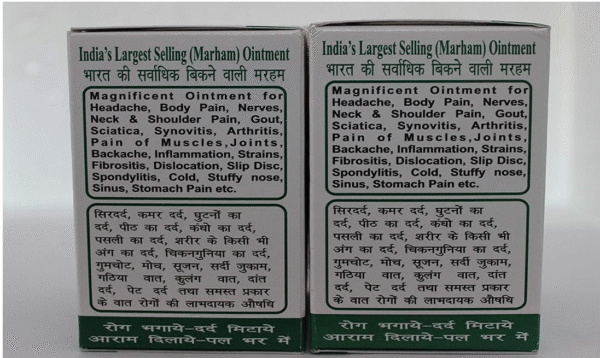 India's Largest Selling (Marham) Ointment
भारत की सर्वाधिक बिकने वाली मरहम
Magnificent Ointment for
Headache, Body Pain, Nerves,
Neck & Shoulder Pain, Gout,
Sciatica, Synovitis, Arthritis,
Pain of Muscles,Joints,
Backache, Inflammation, Strains,
Fibrositis, Dislocation, Slip Disc,
Spondylitis, Cold, Stuffy nose,
Sinus, Stomach Pain etc.
सिरदर्द, कमर दर्द, घुटनों का
दर्द, पीठ का दर्द, कंधो का दर्द,
पसली का दर्द, शरीर के किसी भी
अंग का दर्द, चिकनगुनिया का दर्द,
गुमचोट, मोच, सूजन, सर्दी जुकाम,
गठिया वात, कुलंग वात, दांत
दर्द, पेट दर्द तथा समस्त प्रकार
के वात रोगों की लाभदायक औषधि
रोग भगाये-दर्द मिटाये
आराम दिलाये-पल भर में
India's Largest Selling (Marham) Ointment
भारत की सर्वाधिक बिकने वाली मरहम
Magnificent Ointment for
Headache, Body Pain, Nerves,
Neck & Shoulder Pain, Gout,
Sciatica, Synovitis, Arthritis,
Pain of Muscles,Joints,
Backache, Inflammation, Strains,
Fibrositis, Dislocation, Slip Disc,
Spondylitis, Cold, Stuffy nose,
Sinus, Stomach Pain etc.
सिरदर्द, कमर दर्द, घुटनों का
दर्द, पीठ का दर्द, कंधो का दर्द,
पसली का दर्द, शरीर के किसी भी
अंग का दर्द, चिकनगुनिया का दर्द,
गुमचोट, मोच, सूजन, सर्दी जुकाम,
गठिया वात, कुलंग वात, दांत
दर्द, पेट दर्द तथा समस्त प्रकार
के वात रोगों की लाभदायक औषधि
रोग भगाये-दर्द मिटाये
आराम दिलाये-पल भर में